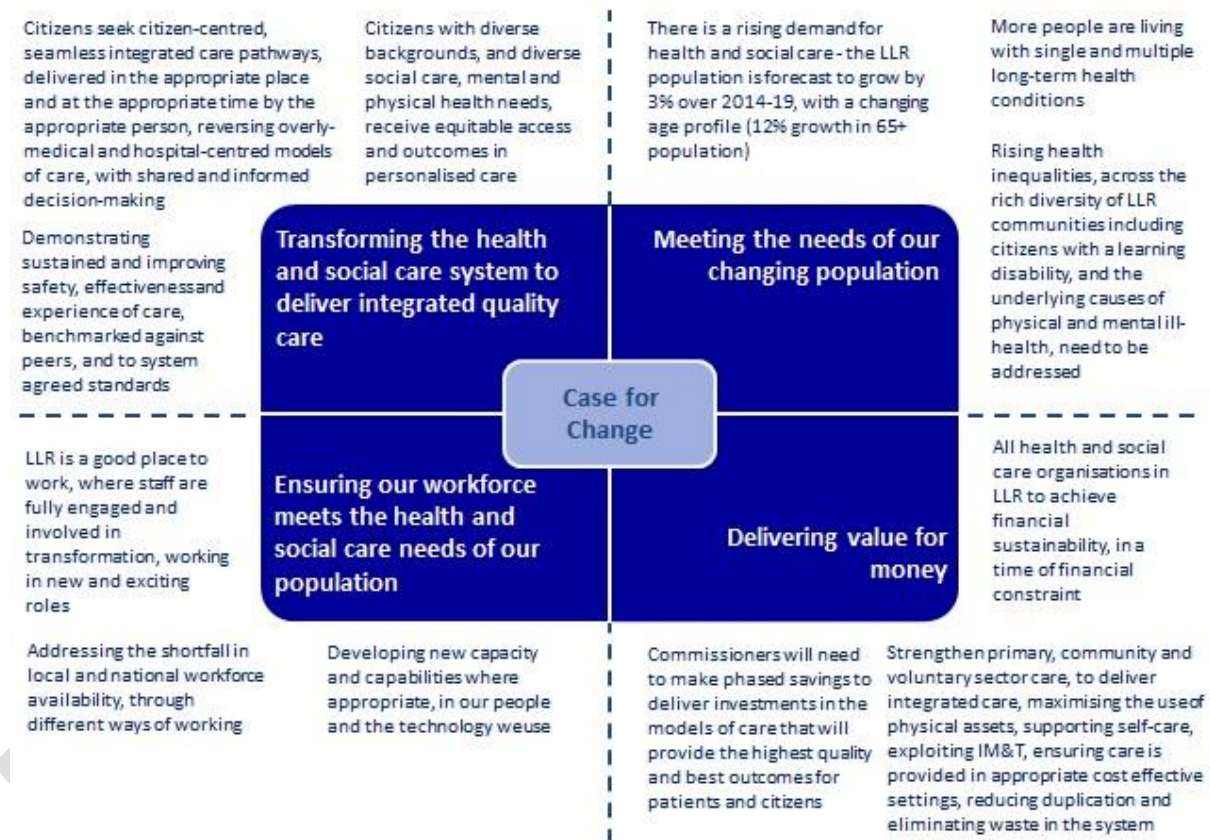 Citizens seek citizen-centred,
seamless integrated care pathways,
delivered in the appropriate place
and at the appropriate time by the
appropriate person, reversing overly-
medical and hospital-centred models
of care, with shared and informed
decision-making
Citizens with diverse
backgrounds, and diverse
social care, mental and
physical health needs,
receive equitable access
and outcomes in
personalised care
There is a rising demand for
health and social care - the LLR
population is forecast to grow by
3% over 2014-19, with a changing
age profile (12% growth in 65+
population)
More people are living
with single and multiple
long-term health
conditions
Demonstrating
sustained and improving
safety, effectiveness and
experience of care,
benchmarked against
peers, and to system
agreed standards
Transforming the health
and social care system to
deliver integrated quality
care
Meeting the needs of our
changing population
Rising health
inequalities, across the
rich diversity of LLR
communities including
citizens with a learning
disability, and the
underlying causes of
physical and mental ill-
health, need to be
addressed
Case for
Change
LLR is a good place to
work, where staff are
fully engaged and
involved in
transformation, working
in new and exciting
roles
Ensuring our workforce
meets the health and
social care needs of our
population
Delivering value for
money
All health and social
care organisations in
LLR to achieve
financial
sustainability, in a
time of financial
constraint
Addressing the shortfall in
local and national workforce
availability, through
different ways of working
Developing new capacity
and capabilities where
appropriate, in our people
and the technology we use
Commissioners will need
to make phased savings to
deliver investments in the
models of care that will
provide the highest quality
and best outcomes for
patients and citizens
Strengthen primary, community and
voluntary sector care, to deliver
integrated care, maximising the use of
physical assets, supporting self-care,
exploiting IM&T, ensuring care is
provided in appropriate cost effective
settings, reducing duplication and
eliminating waste in the system